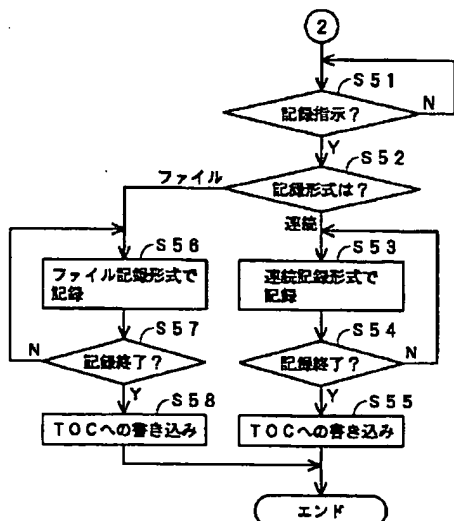 2
S51
記録指示?
N
Y
S52
ファイル
記録形式は?
連続
S56
S53
ファイル記録形式で
記録
連続記録形式で
記録
S57
S54
N
記録終了?
記録終了?
N
Y
S58
Y
S55
TOCへの書き込み
TOCへの書き込み
エンド